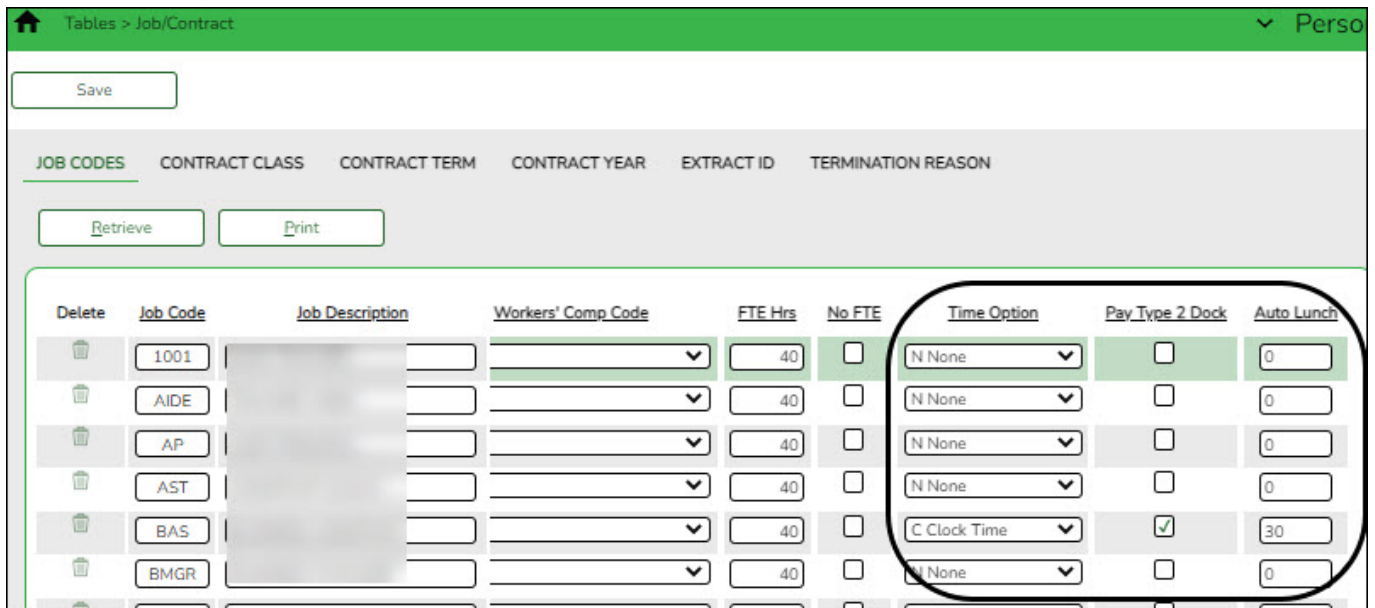 Tables > Job/Contract
Save
JOB CODES CONTRACT CLASS CONTRACT TERM CONTRACT YEAR EXTRACT ID TERMINATION REASON
Retrieve Print
Delete Job Code Job Description Workers' Comp Code FTE Hrs No FTE Time Option Pay Type 2 Dock Auto Lunch
1001 40 N None 0
AIDE 40 N None 0
AP 40 N None 0
AST 40 N None 0
BAS 40 C Clock Time 30
BMGR 40 N None 0